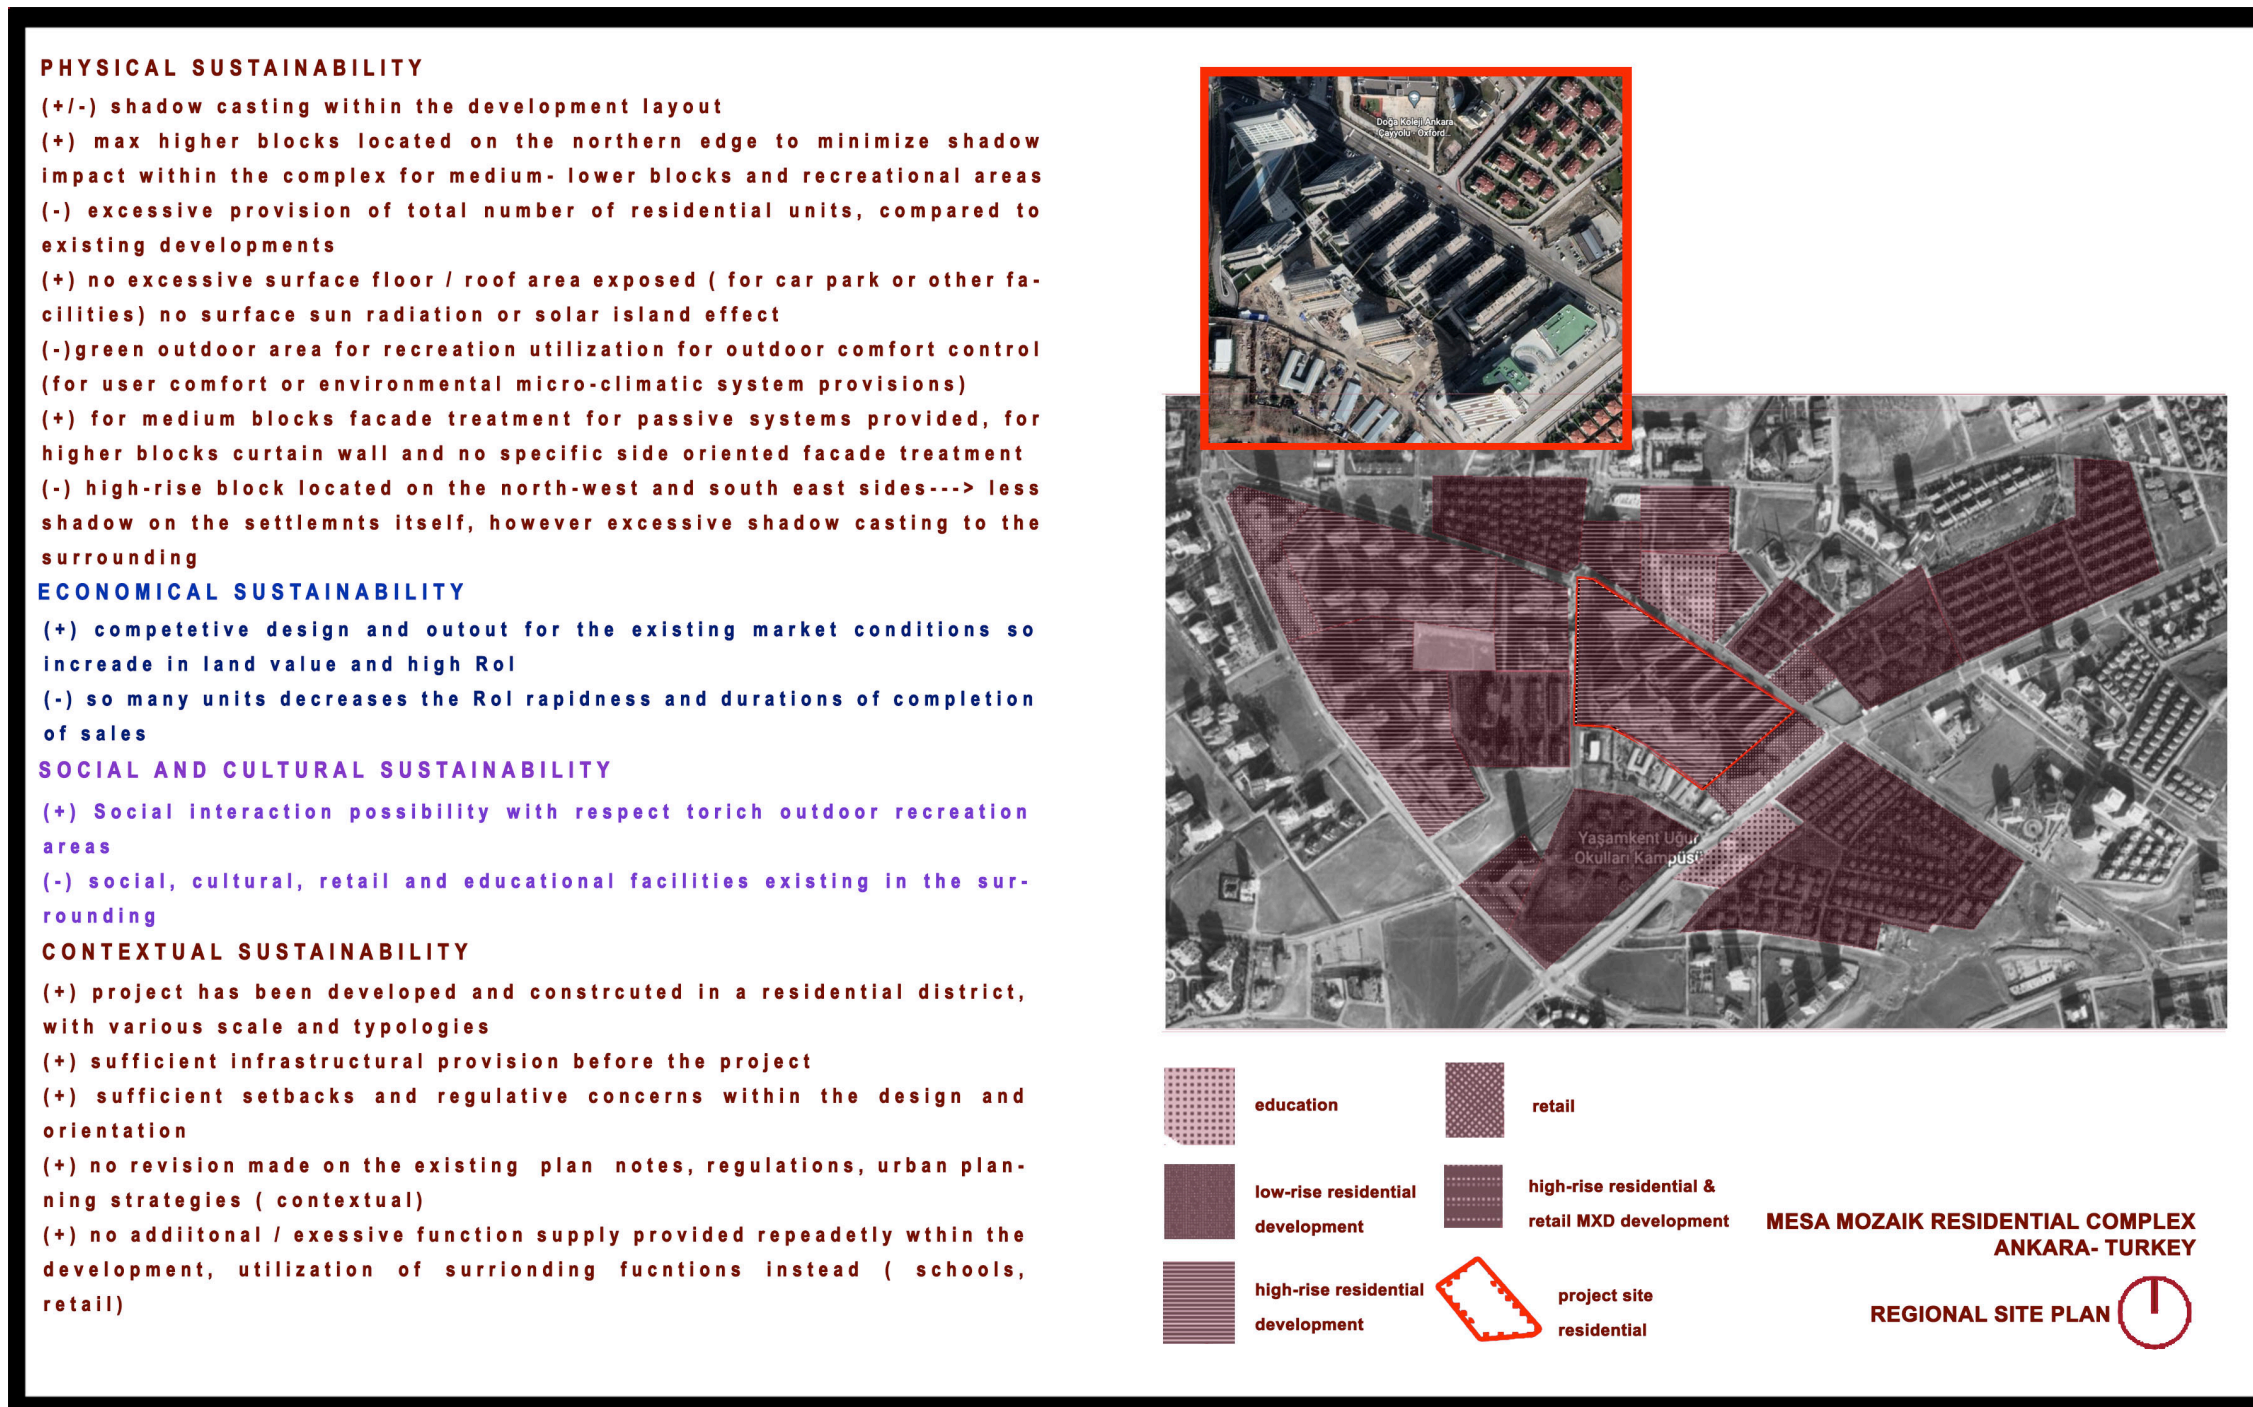 PHYSICAL SUSTAINABILITY
(+/-) shadow casting within the development layout
(+) max higher blocks located on the northern edge to minimize shadow
impact within the complex for medium- lower blocks and recreational areas
(-) excessive provision of total number of residential units, compared to
existing developments
(+) no excessive surface floor / roof area exposed ( for car park or other fa-
cilities) no surface sun radiation or solar island effect
(-)green outdoor area for recreation utilization for outdoor comfort control
(for user comfort or environmental micro-climatic system provisions)
(+) for medium blocks facade treatment for passive systems provided, for
higher blocks curtain wall and no specific side oriented facade treatment
(-) high-rise block located on the north-west and south east sides---> less
shadow on the settlemnts itself, however excessive shadow casting to the
surrounding
ECONOMICAL SUSTAINABILITY
(+) competetive design and outout for the existing market conditions so
increade in land value and high RoI
(-) so many units decreases the RoI rapidness and durations of completion
of sales
SOCIAL AND CULTURAL SUSTAINABILITY
(+) Social interaction possibility with respect torich outdoor recreation
areas
(-) social, cultural, retail and educational facilities existing in the sur-
rounding
CONTEXTUAL SUSTAINABILITY
(+) project has been developed and constrcuted in a residential district,
with various scale and typologies
(+) sufficient infrastructural provision before the project
(+) sufficient setbacks and regulative concerns within the design and
orientation
(+) no revision made on the existing plan notes, regulations, urban plan-
ning strategies ( contextual)
(+) no addiitonal / exessive function supply provided repeadetly wthin the
development, utilization of surrionding fucntions instead ( schools,
retail)
Doğa Koleji Ankara
Çayyolu - Oxford...
Yaşamkent Uğur
Okulları Kampüsü
education
retail
low-rise residential
development
high-rise residential &
retail MXD development
high-rise residential
development
project site
residential
MESA MOZAIK RESIDENTIAL COMPLEX
ANKARA- TURKEY
REGIONAL SITE PLAN